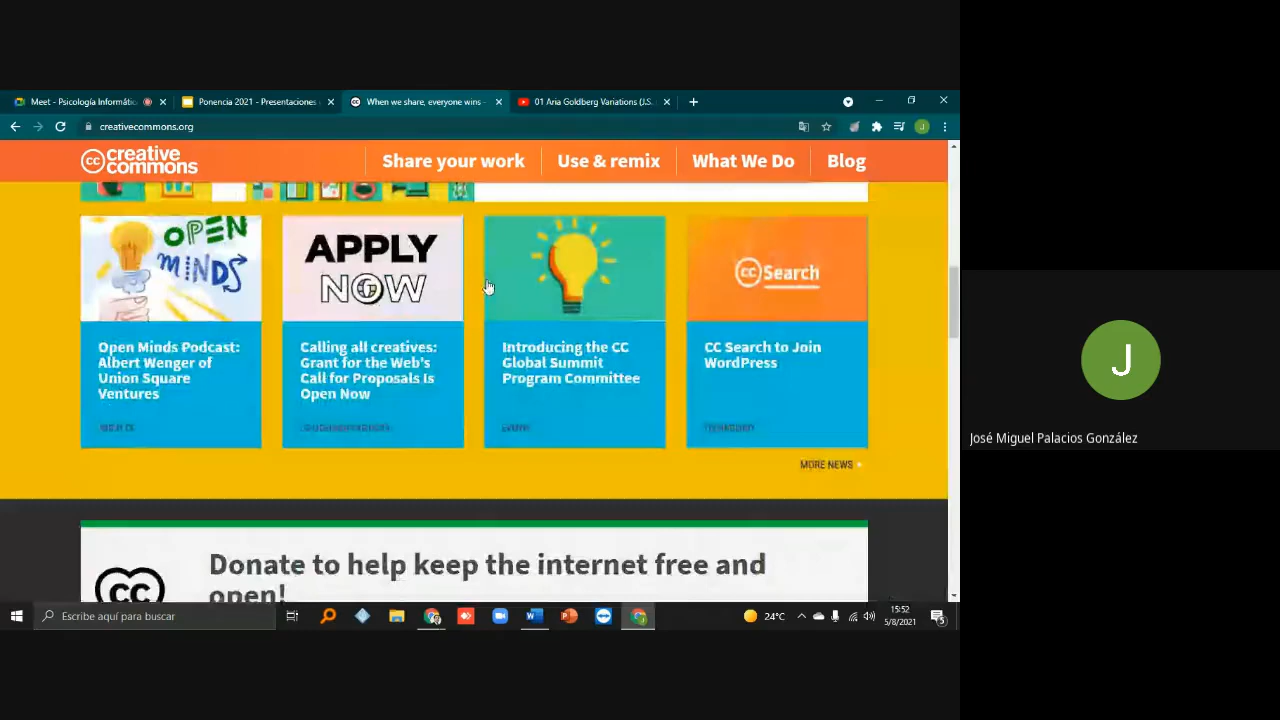 Meet - Psicología Informátic
Ponencia 2021 - Presentaciones
When we share, everyone wins -
01 Aria Goldberg Variations (J.S.
creativecommons.org
cc creative commons
Share your work
Use & remix
What We Do
Blog
OPEN
MINDS
APPLY
NOW
cc Search
Open Minds Podcast:
Albert Wenger of
Union Square
Ventures
Calling all creatives:
Grant for the Web's
Call for Proposals Is
Open Now
Introducing the CC
Global Summit
Program Committee
CC Search to Join
WordPress
MORE NEWS
Donate to help keep the internet free and
open!
cc
Escribe aquí para buscar
24°C
15:52
5/8/2021
5
J
José Miguel Palacios González